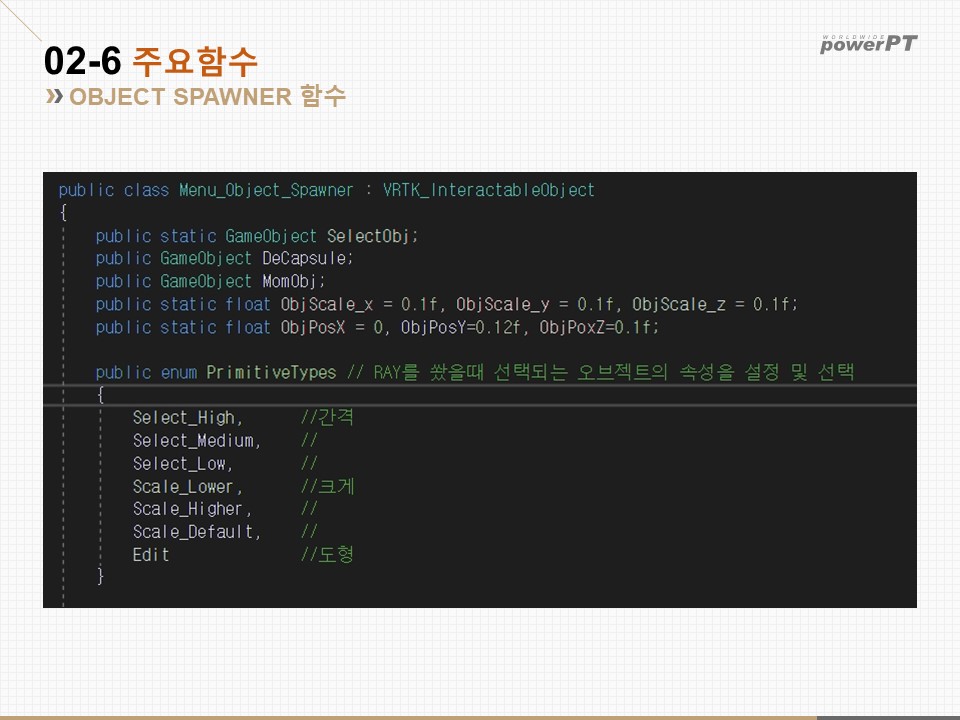 02-6 주요함수
WORLDWIDE
powerPT
» OBJECT SPAWNER 함수
public class Menu_Object_Spawner : VRTK_InteractableObject
{
public static GameObject SelectObj;
public GameObject DeCapsule;
public GameObject MomObj;
public static float ObjScale_x = 0.1f, ObjScale_y = 0.1f, ObjScale_z = 0.1f;
public static float ObjPosX = 0, ObjPosY=0.12f, ObjPoxZ=0.1f;
public enum PrimitiveTypes // RAY를 쐈을때 선택되는 오브젝트의 속성을 설정 및 선택
{
Select_High, //간격
Select_Medium, //
Select_Low, //
Scale_Lower, //크게
Scale_Higher, //
Scale_Default, //
Edit //도형
}